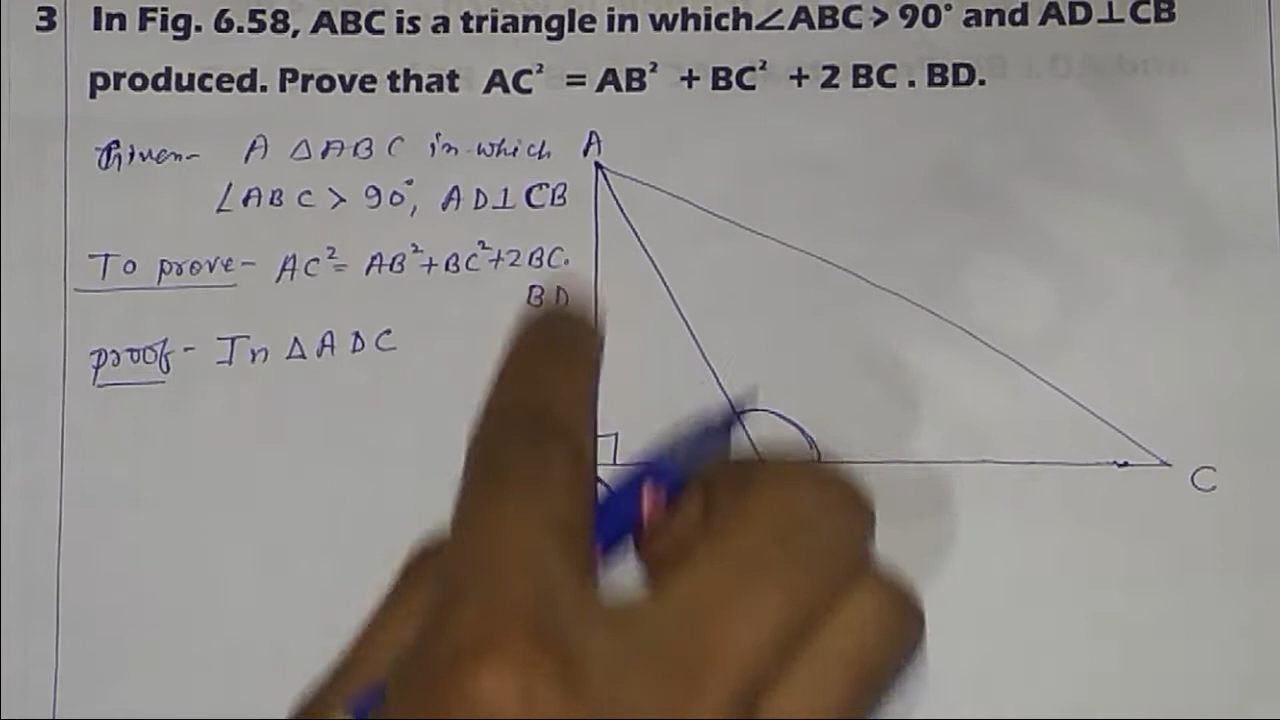 3 In Fig. 6.58, ABC is a triangle in which∠ABC > 90° and AD⊥CB
produced. Prove that AC² = AB² + BC² + 2 BC . BD.
Given- A △ABC in which
∠ABC > 90°, AD⊥CB
To prove- AC² = AB²+BC²+2BC.
BD
proof- In △ADC
A
C